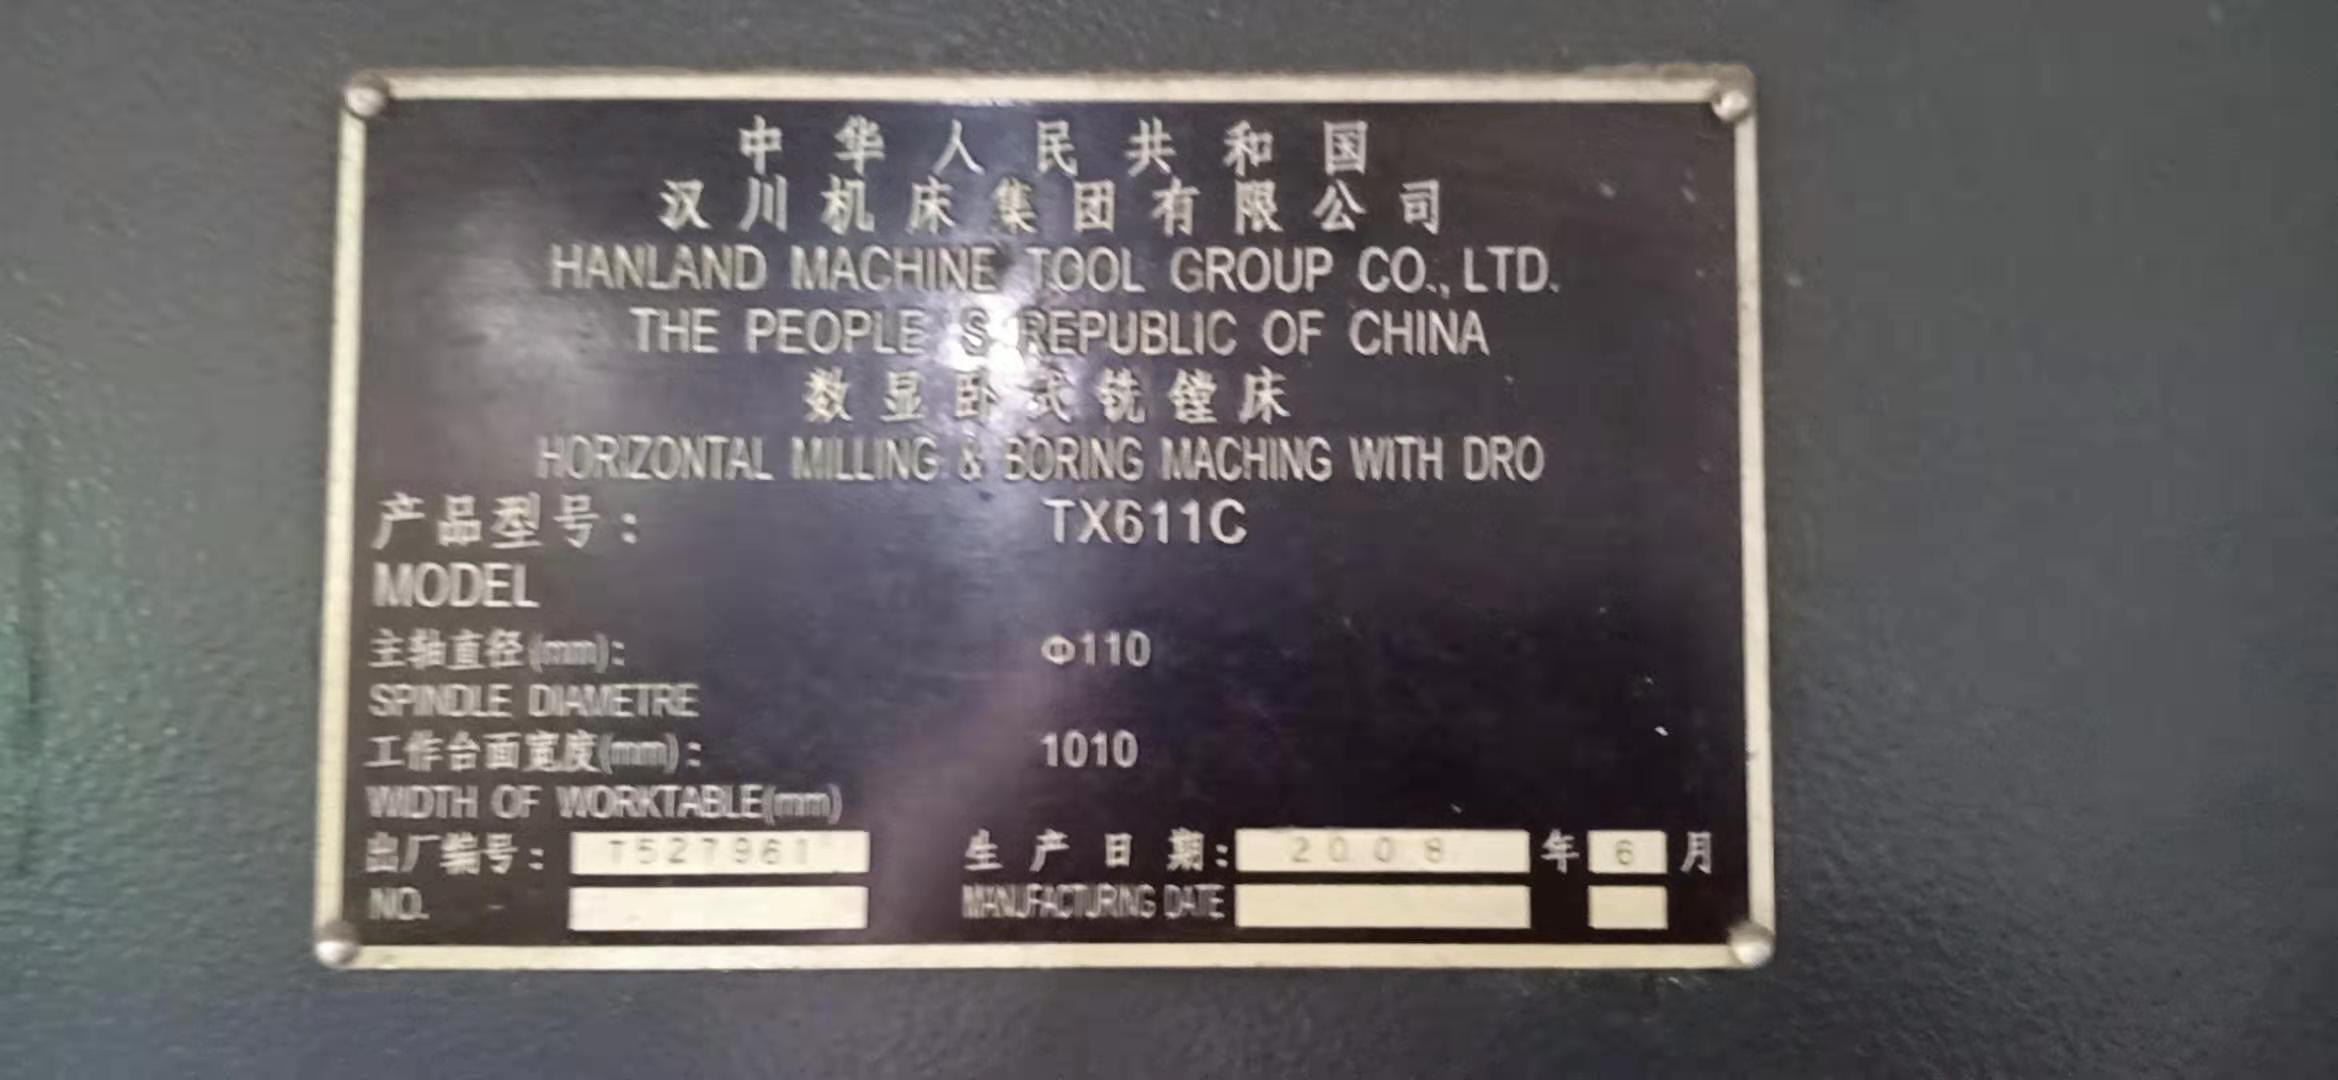 中华人民共和国
汉川机床集团有限公司
HANLAND MACHINE TOOL GROUP CO., LTD.
THE PEOPLE S REPUBLIC OF CHINA
数显卧式铣镗床
HORIZONTAL MILLING & BORING MACHING WITH DRO
产品型号: TX611C
MODEL
主轴直径(mm): Φ110
SPINDLE DIAMETRE
工作台面宽度(mm): 1010
WIDTH OF WORKTABLE(mm)
出厂编号: 7527961 生产日期: 2008 年 6 月
NO. MANUFACTURING DATE